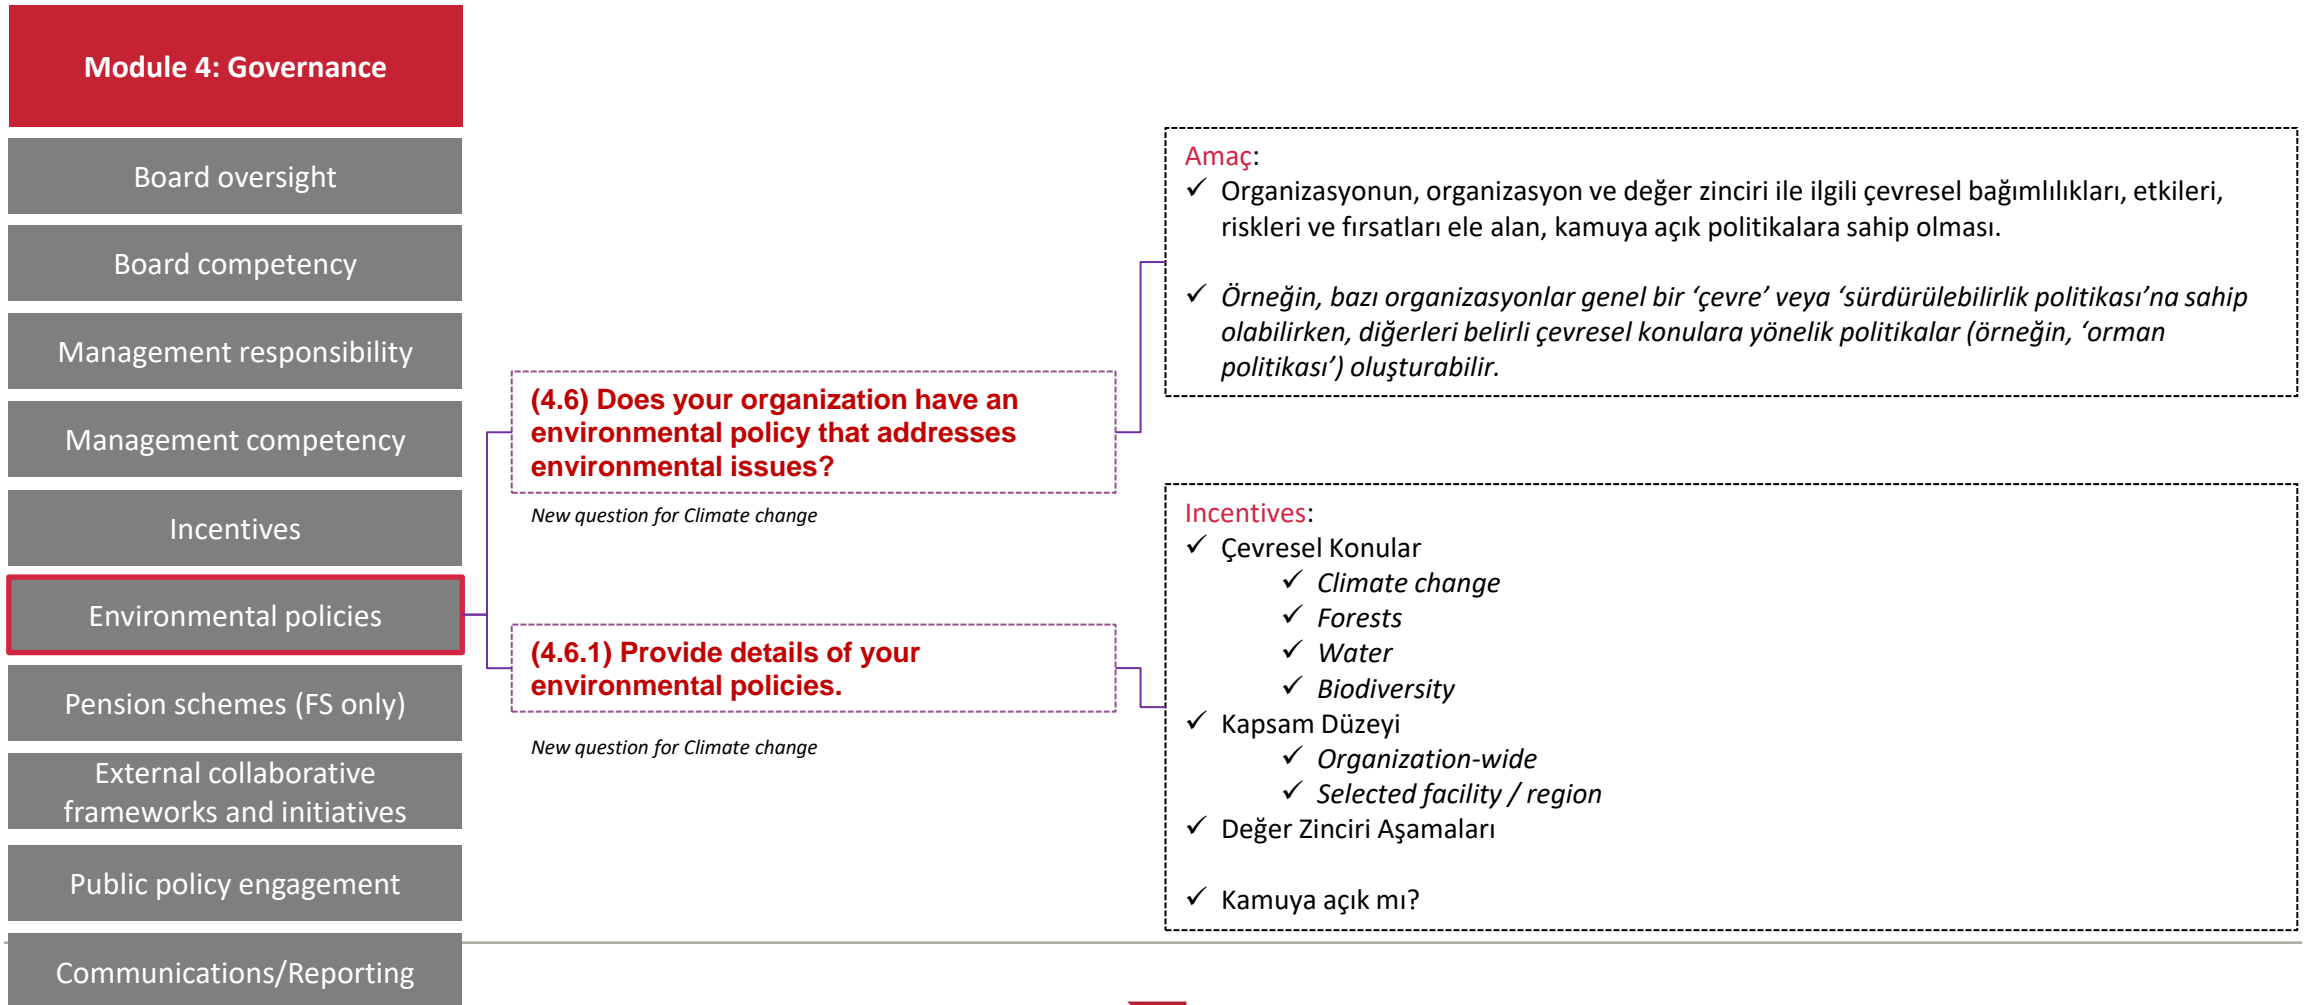 Module 4: Governance
Board oversight
Board competency
Management responsibility
Management competency
Incentives
Environmental policies
Pension schemes (FS only)
External collaborative
frameworks and initiatives
Public policy engagement
Communications/Reporting
(4.6) Does your organization have an
environmental policy that addresses
environmental issues?
New question for Climate change
(4.6.1) Provide details of your
environmental policies.
New question for Climate change
Amaç:
✓ Organizasyonun, organizasyon ve değer zinciri ile ilgili çevresel bağımlılıkları, etkileri,
riskleri ve fırsatları ele alan, kamuya açık politikalara sahip olması.
✓ Örneğin, bazı organizasyonlar genel bir ‘çevre’ veya ‘sürdürülebilirlik politikası’na sahip
olabilirken, diğerleri belirli çevresel konulara yönelik politikalar (örneğin, ‘orman
politikası’) oluşturabilir.
Incentives:
✓ Çevresel Konular
✓ Climate change
✓ Forests
✓ Water
✓ Biodiversity
✓ Kapsam Düzeyi
✓ Organization-wide
✓ Selected facility / region
✓ Değer Zinciri Aşamaları
✓ Kamuya açık mı?